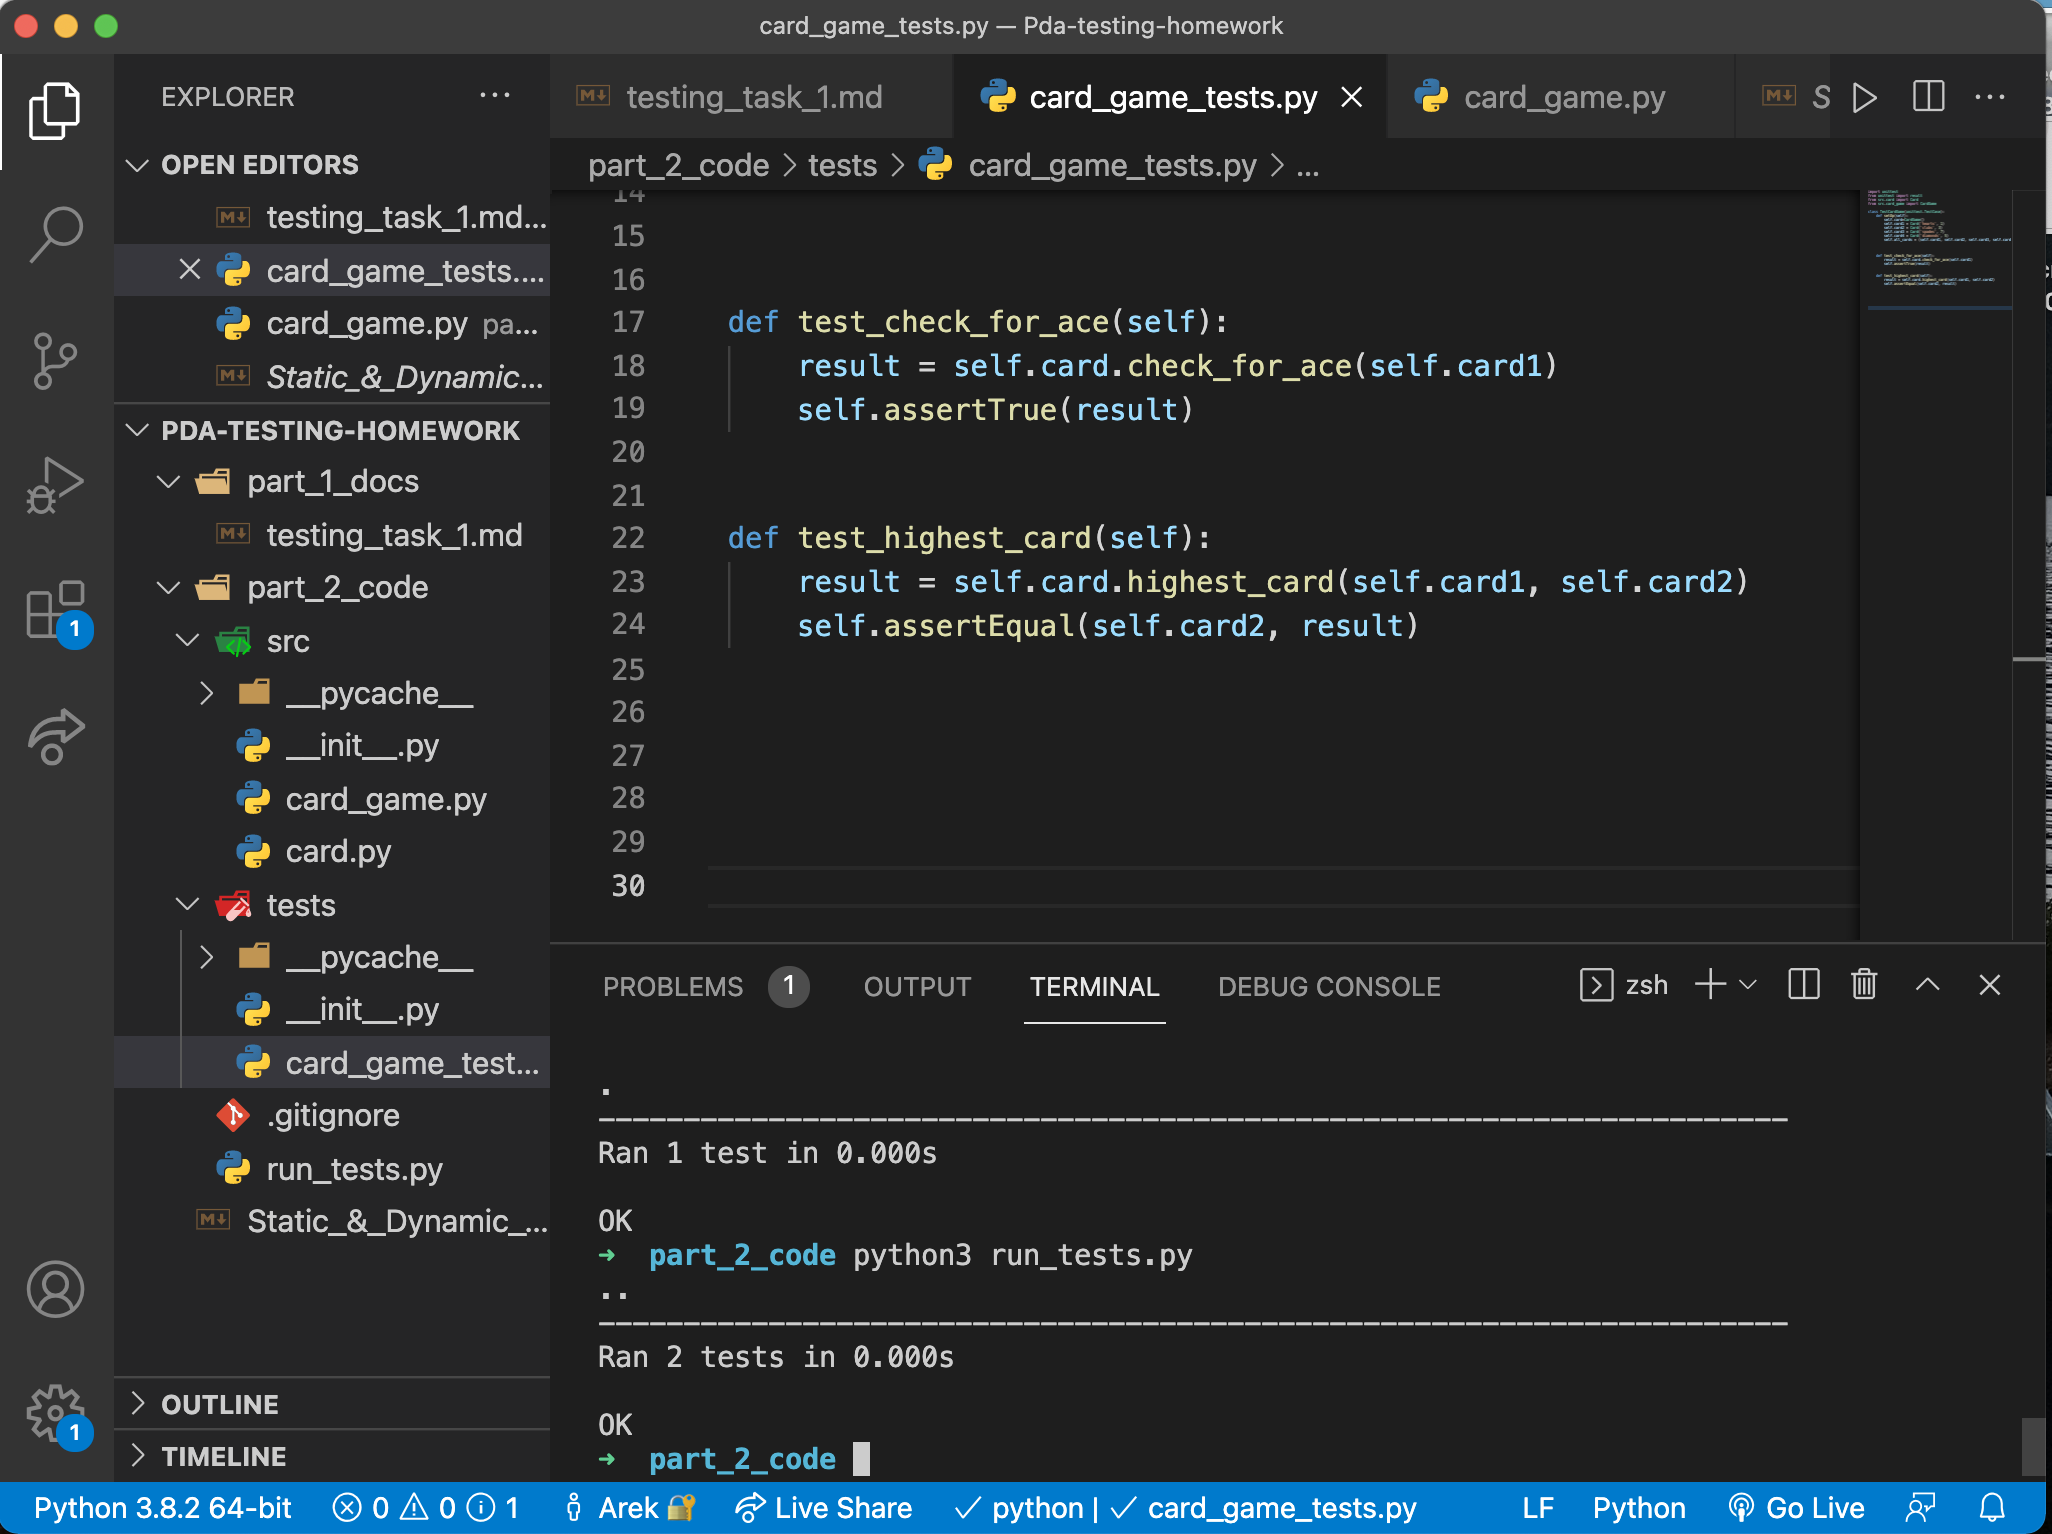 card_game_tests.py — Pda-testing-homework
EXPLORER
OPEN EDITORS
testing_task_1.md...
card_game_tests....
card_game.py pa...
Static_&_Dynamic...
PDA-TESTING-HOMEWORK
part_1_docs
testing_task_1.md
part_2_code
src
__pycache__
__init__.py
card_game.py
card.py
tests
__pycache__
__init__.py
card_game_test...
.gitignore
run_tests.py
Static_&_Dynamic_...
OUTLINE
TIMELINE
1
1
testing_task_1.md
card_game_tests.py
card_game.py
S
part_2_code > tests > card_game_tests.py > ...
14
15
16
17 def test_check_for_ace(self):
18 result = self.card.check_for_ace(self.card1)
19 self.assertTrue(result)
20
21
22 def test_highest_card(self):
23 result = self.card.highest_card(self.card1, self.card2)
24 self.assertEqual(self.card2, result)
25
26
27
28
29
30
PROBLEMS 1 OUTPUT TERMINAL DEBUG CONSOLE zsh
.
----------------------------------------------------------------------
Ran 1 test in 0.000s
OK
➜ part_2_code python3 run_tests.py
..
----------------------------------------------------------------------
Ran 2 tests in 0.000s
OK
➜ part_2_code
Python 3.8.2 64-bit 0 0 1 Arek Live Share ✓ python | ✓ card_game_tests.py LF Python Go Live